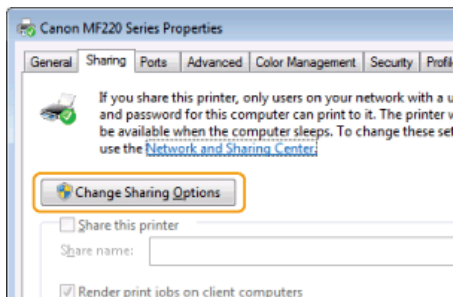 Canon MF220 Series Properties
General Sharing Ports Advanced Color Management Security
If you share this printer, only users on your network with a
and password for this computer can print to it. The printer
be available when the computer sleeps. To change these
use the Network and Sharing Center.
Change Sharing Options
Share this printer
Share name:
Render print jobs on client computers